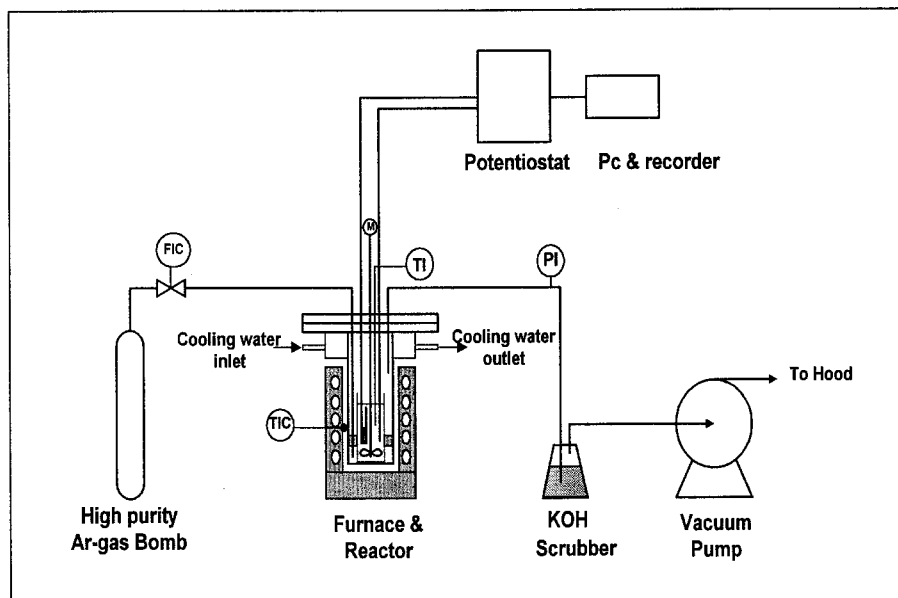 Potentiostat
Pc & recorder
M
FIC
TI
PI
Cooling water
inlet
Cooling water
outlet
To Hood
TIC
High purity
Ar-gas Bomb
Furnace &
Reactor
KOH
Scrubber
Vacuum
Pump